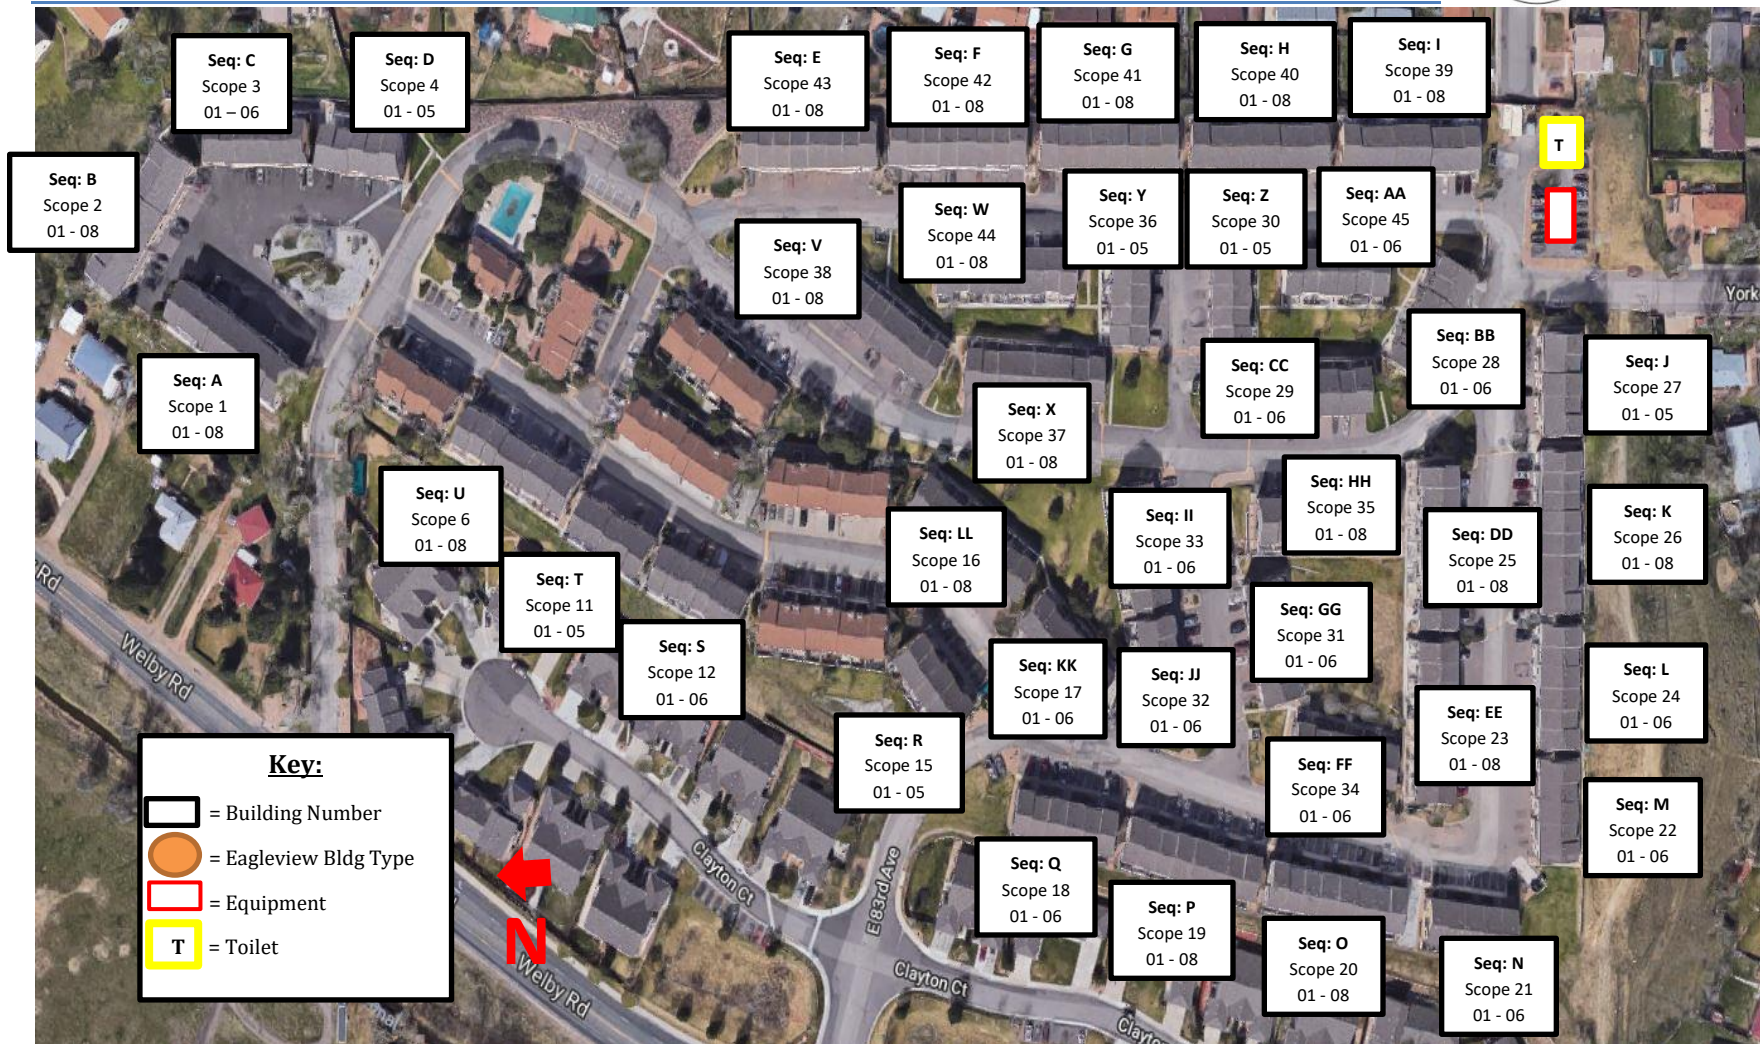 Seq: C
Scope 3
01 – 06
Seq: D
Scope 4
01 - 05
Seq: E
Scope 43
01 - 08
Seq: F
Scope 42
01 - 08
Seq: G
Scope 41
01 - 08
Seq: H
Scope 40
01 - 08
Seq: I
Scope 39
01 - 08
T
Seq: B
Scope 2
01 - 08
Seq: V
Scope 38
01 - 08
Seq: W
Scope 44
01 - 08
Seq: Y
Scope 36
01 - 05
Seq: Z
Scope 30
01 - 05
Seq: AA
Scope 45
01 - 06
York
Seq: A
Scope 1
01 - 08
Seq: X
Scope 37
01 - 08
Seq: CC
Scope 29
01 - 06
Seq: BB
Scope 28
01 - 06
Seq: J
Scope 27
01 - 05
Seq: U
Scope 6
01 - 08
Seq: LL
Scope 16
01 - 08
Seq: II
Scope 33
01 - 06
Seq: HH
Scope 35
01 - 08
Seq: DD
Scope 25
01 - 08
Seq: K
Scope 26
01 - 08
Rd
Welby Rd
Seq: T
Scope 11
01 - 05
Seq: S
Scope 12
01 - 06
Seq: KK
Scope 17
01 - 06
Seq: JJ
Scope 32
01 - 06
Seq: GG
Scope 31
01 - 06
Seq: L
Scope 24
01 - 06
Seq: R
Scope 15
01 - 05
Seq: FF
Scope 34
01 - 06
Seq: EE
Scope 23
01 - 08
Seq: M
Scope 22
01 - 06
Key:
= Building Number
= Eagleview Bldg Type
= Equipment
T = Toilet
N
Clayton Ct
E 83rd Ave
Welby Rd
Clayton Ct
Clayto
Seq: Q
Scope 18
01 - 06
Seq: P
Scope 19
01 - 08
Seq: O
Scope 20
01 - 08
Seq: N
Scope 21
01 - 06